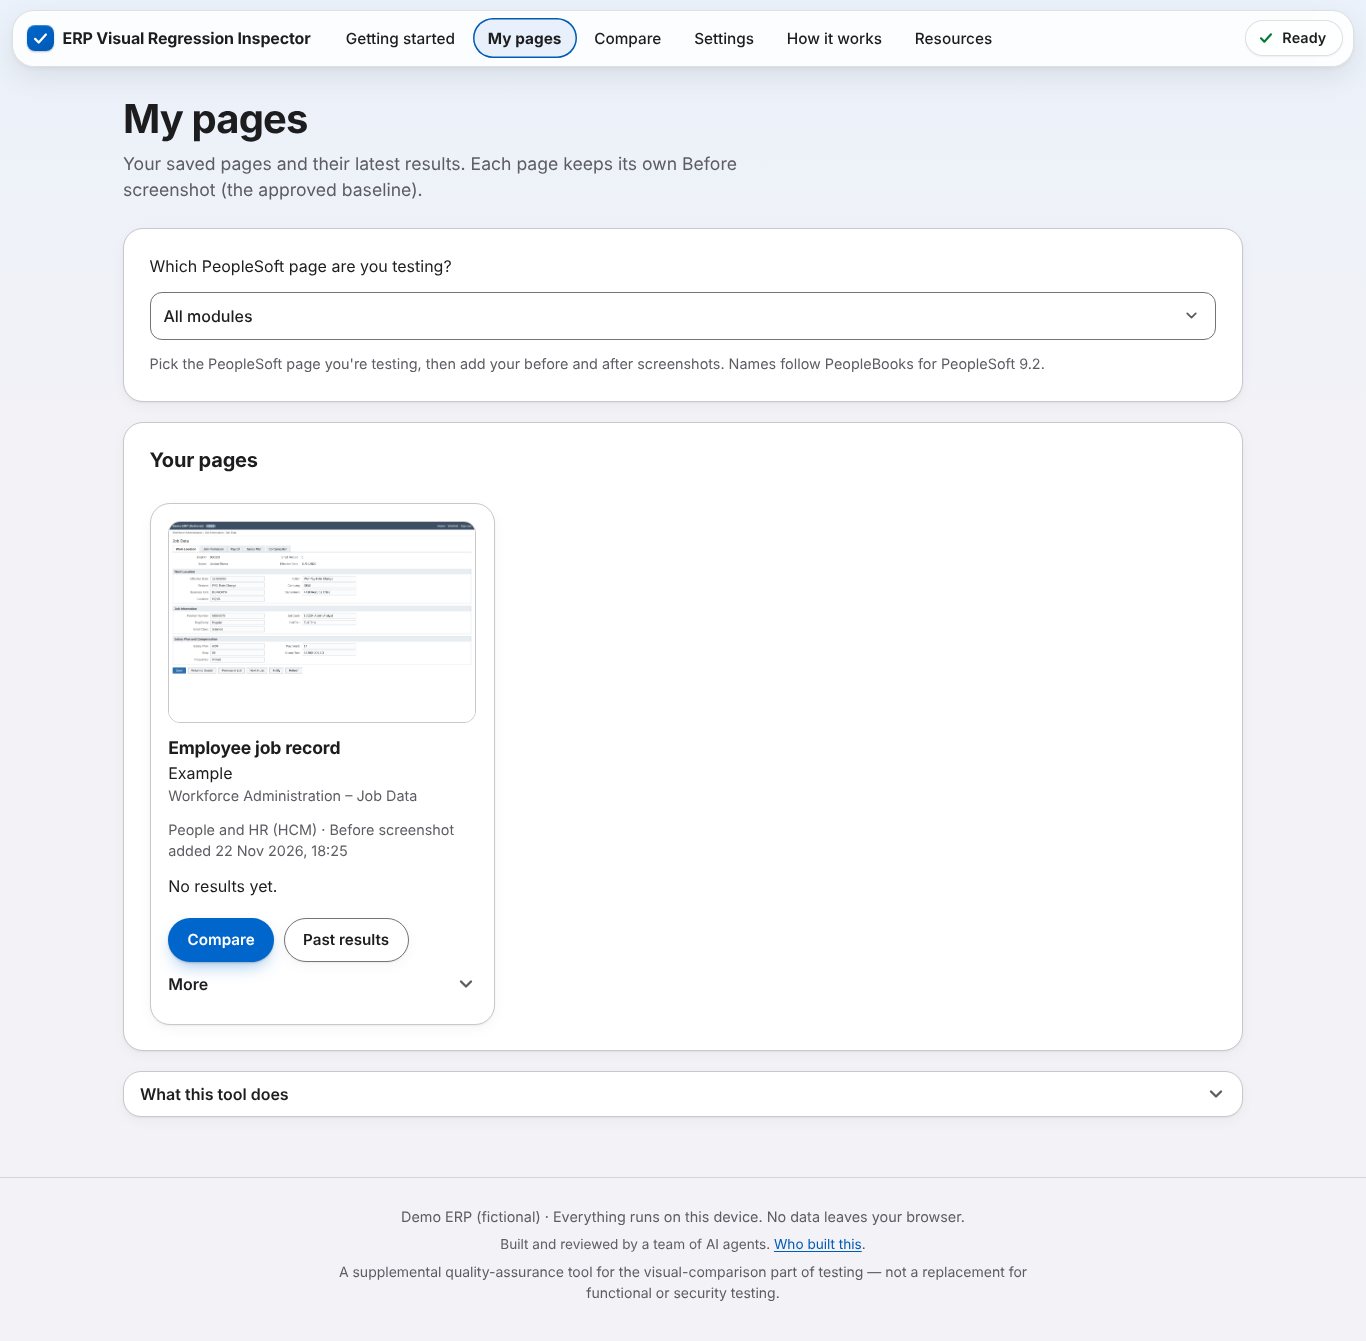 ERP Visual Regression Inspector
Getting started
My pages
Compare
Settings
How it works
Resources
Ready
My pages
Your saved pages and their latest results. Each page keeps its own Before
screenshot (the approved baseline).
Which PeopleSoft page are you testing?
All modules
Pick the PeopleSoft page you're testing, then add your before and after screenshots. Names follow PeopleBooks for PeopleSoft 9.2.
Your pages
Job Data
Employee job record
Example
Workforce Administration – Job Data
People and HR (HCM) · Before screenshot
added 22 Nov 2026, 18:25
No results yet.
Compare
Past results
More
What this tool does
Demo ERP (fictional) · Everything runs on this device. No data leaves your browser.
Built and reviewed by a team of AI agents. Who built this.
A supplemental quality-assurance tool for the visual-comparison part of testing — not a replacement for
functional or security testing.